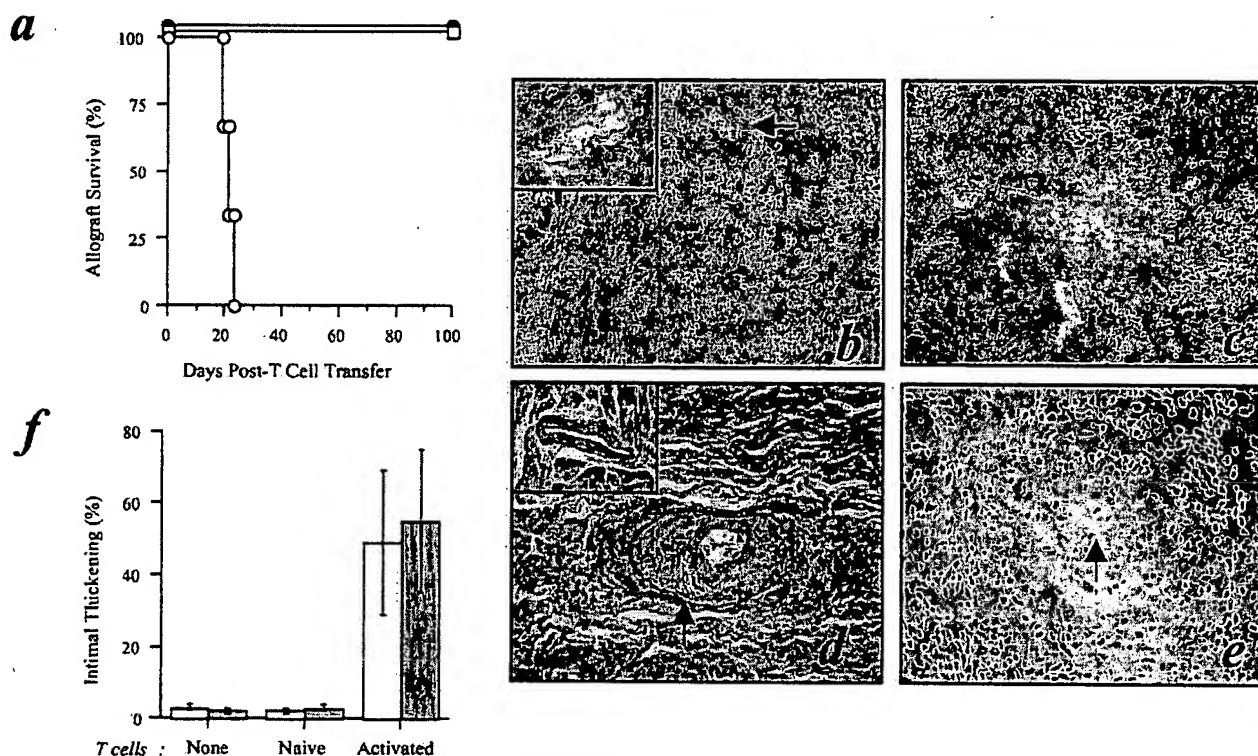 a
Allograft Survival (%)
100
75
50
25
0
0 20 40 60 80 100
Days Post-T Cell Transfer
b
c
d
e
f
Intimal Thickening (%)
80
60
40
20
0
T cells : None Naive Activated